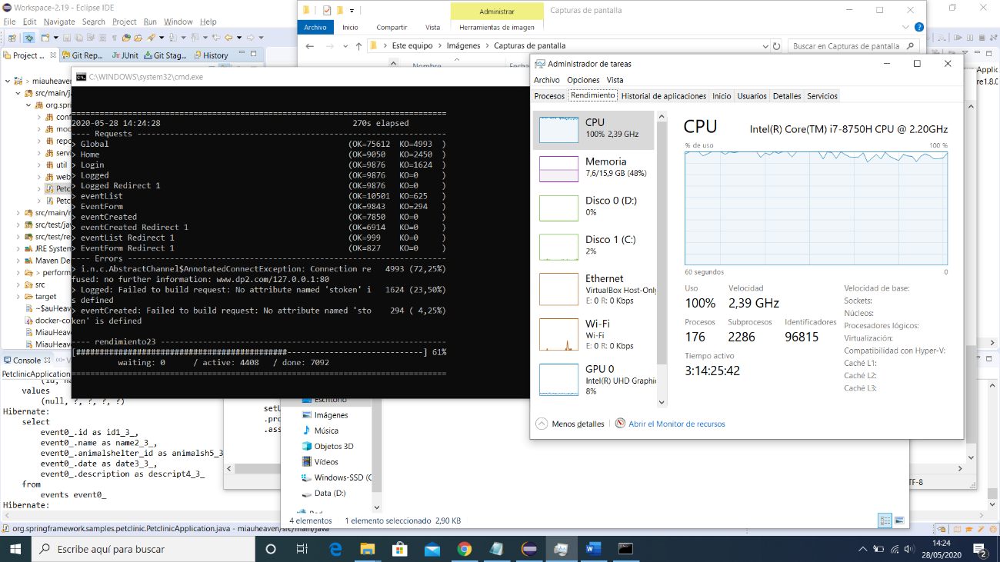 Workspace-2.19 - Eclipse IDE
File Edit Navigate Search Project Run Window Help
Project ...
Git Rep...
JUnit
Git Stag...
History
> miauheaven
src/main/ja
org.spri
conf
mod
repo
servi
util
web
Petc
Petc
src/main/r
src/test/jav
src/test/re
JRE System
Maven De
> perform
src
target
~$auHeav
docker-co
MiauHeav
MiauHeav
Administrar
Capturas de pantalla
Archivo Inicio Compartir Vista Herramientas de imagen
Este equipo > Imágenes > Capturas de pantalla
Buscar en Capturas de pantalla
Nombre
Fecha
C:\WINDOWS\system32\cmd.exe
================================================================================
2020-05-28 14:24:28 270s elapsed
---- Requests ------------------------------------------------------------------
> Global (OK=75612 KO=4993 )
> Home (OK=9050 KO=2450 )
> Login (OK=9876 KO=1624 )
> Logged (OK=9876 KO=0 )
> Logged Redirect 1 (OK=9876 KO=0 )
> eventList (OK=10501 KO=625 )
> EventForm (OK=9843 KO=294 )
> eventCreated (OK=7850 KO=0 )
> eventCreated Redirect 1 (OK=6914 KO=0 )
> eventList Redirect 1 (OK=999 KO=0 )
> EventForm Redirect 1 (OK=827 KO=0 )
---- Errors --------------------------------------------------------------------
> i.n.c.AbstractChannel$AnnotatedConnectException: Connection re 4993 (72,25%)
fused: no further information: www.dp2.com/127.0.0.1:80
> Logged: Failed to build request: No attribute named 'stoken' i 1624 (23,50%)
s defined
> eventCreated: Failed to build request: No attribute named 'sto 294 ( 4,25%)
ken' is defined
---- rendimiento23 -------------------------------------------------------------
[#############################################-----------------------------] 61%
waiting: 0 / active: 4408 / done: 7092
================================================================================
Administrador de tareas
Archivo Opciones Vista
Procesos Rendimiento Historial de aplicaciones Inicio Usuarios Detalles Servicios
CPU
100% 2,39 GHz
Memoria
7,6/15,9 GB (48%)
Disco 0 (D:)
0%
Disco 1 (C:)
2%
Ethernet
VirtualBox Host-Only
E: 0 R: 0 Kbps
Wi-Fi
Wi-Fi
E: 0 R: 0 Kbps
GPU 0
Intel(R) UHD Graphic
8%
CPU Intel(R) Core(TM) i7-8750H CPU @ 2.20GHz
% de uso 100 %
60 segundos 0
Uso Velocidad
100% 2,39 GHz
Procesos Subprocesos Identificadores
176 2286 96815
Tiempo activo
3:14:25:42
Velocidad de base:
Sockets:
Núcleos:
Procesadores lógicos:
Virtualización:
Compatibilidad con Hyper-V:
Caché L1:
Caché L2:
Caché L3:
Menos detalles
Abrir el Monitor de recursos
Applic
re1.8.0
Console
PetclinicApplication
values
(null, ?, ?, ?, ?)
Hibernate:
select
event0_.id as id1_3_,
event0_.name as name2_3_,
event0_.animalshelter_id as animalsh5_3
event0_.date as date3_3_,
event0_.description as descript4_3_
from
events event0_
Hibernate:
setU
.pro
.ass
Escritorio
Imágenes
Música
Objetos 3D
Vídeos
Windows-SSD (C
Data (D:)
Red
4 elementos 1 elemento seleccionado 2,90 KB
TF-8
org.springframework.samples.petclinic.PetclinicApplication.java - miauheaven/src/main/java
Escribe aquí para buscar
14:24
28/05/2020
2